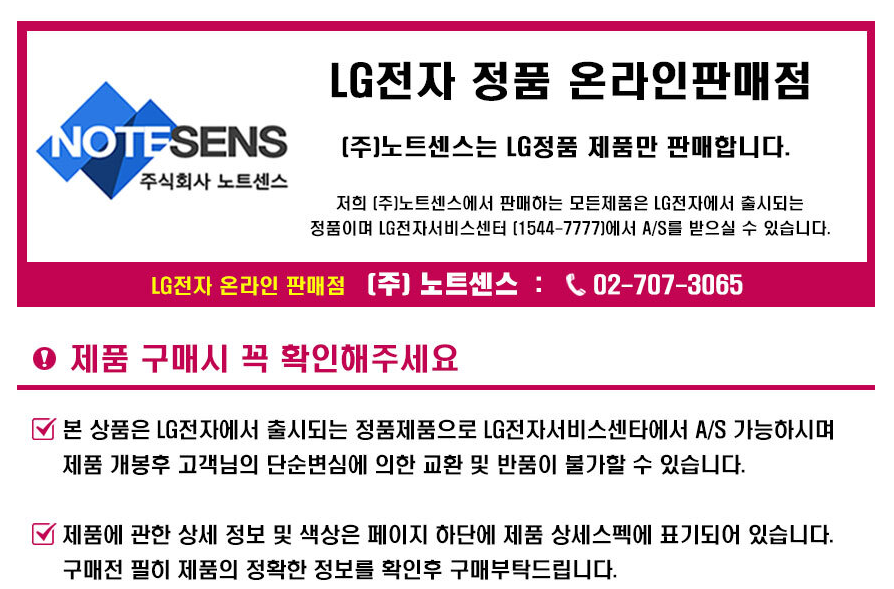 LG전자 정품 온라인판매점
NOTESENS
주식회사 노트센스
(주)노트센스는 LG정품 제품만 판매합니다.
저희 (주)노트센스에서 판매하는 모든제품은 LG전자에서 출시되는
정품이며 LG전자서비스센터 (1544-7777)에서 A/S를 받으실 수 있습니다.
LG전자 온라인 판매점 (주) 노트센스 : 02-707-3065
제품 구매시 꼭 확인해주세요
본 상품은 LG전자에서 출시되는 정품제품으로 LG전자서비스센타에서 A/S 가능하시며
제품 개봉후 고객님의 단순변심에 의한 교환 및 반품이 불가할 수 있습니다.
제품에 관한 상세 정보 및 색상은 페이지 하단에 제품 상세스펙에 표기되어 있습니다.
구매전 필히 제품의 정확한 정보를 확인후 구매부탁드립니다.